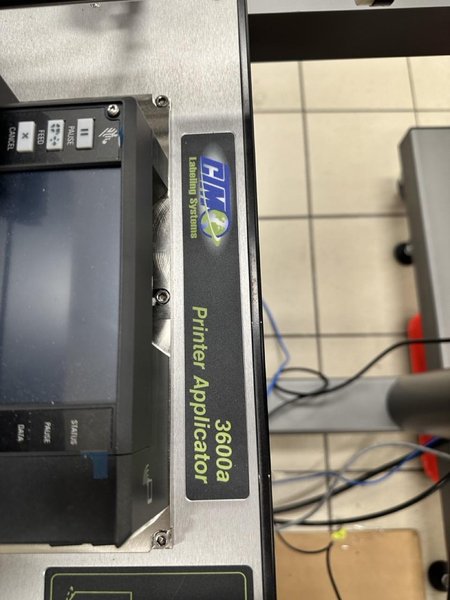 CTM
Labeling Systems
3600a
Printer Applicator
PAUSE
FEED
CANCEL
STATUS
PAUSE
DATA